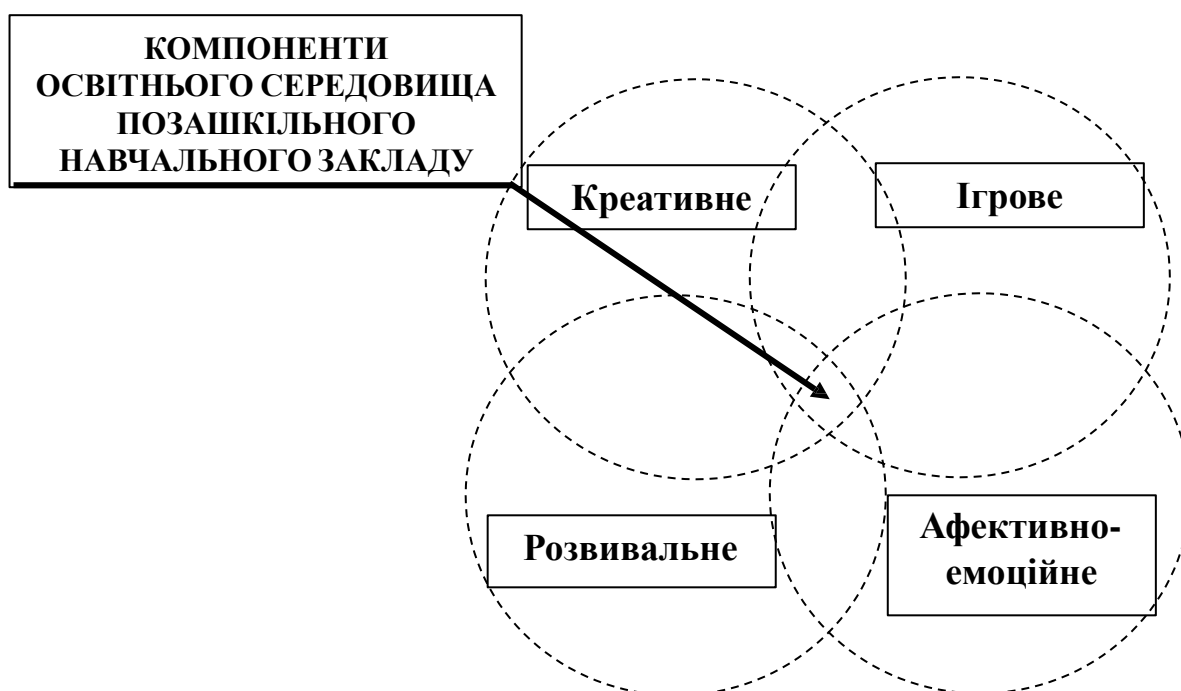 КОМПОНЕНТИ
ОСВІТНЬОГО СЕРЕДОВИЩА
ПОЗАШКІЛЬНОГО
НАВЧАЛЬНОГО ЗАКЛАДУ
Креативне
Ігрове
Розвивальне
Афективно-
емоційне